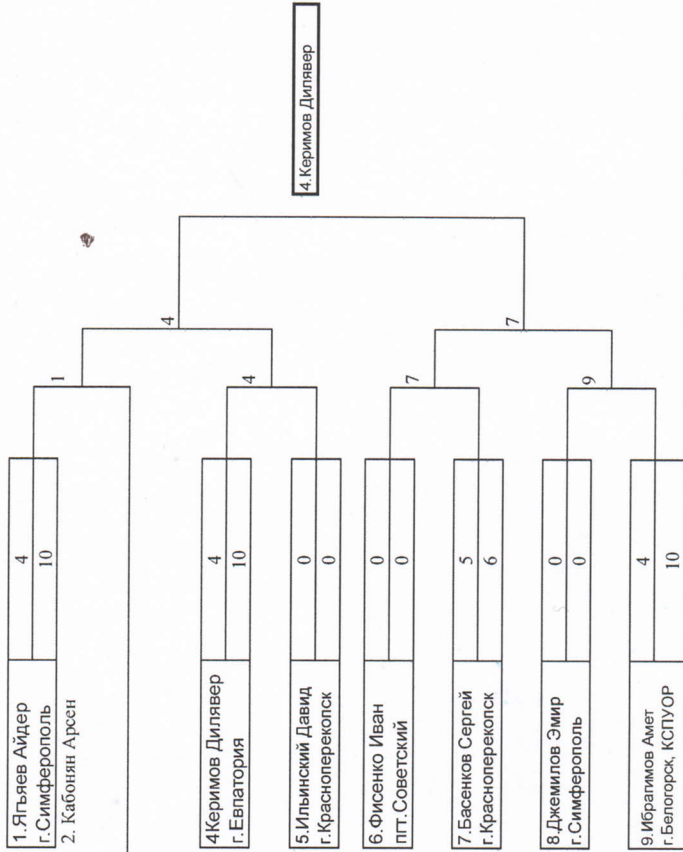 1.Ягъяев Айдер
4
г.Симферополь
10
2. Кабонян Арсен
1
4Керимов Дилявер
4
г.Евпатория
10
4
4
5.Ильинский Давид
0
г.Красноперекопск
0
4.Керимов Дилявер
6.Фисенко Иван
0
пгт.Советский
0
7
7
7.Басенков Сергей
5
г.Красноперекопск
6
8.Джемилов Эмир
0
г.Симферополь
0
9
9.Ибрагимов Амет
4
г.Белогорск, КСПУОР
10